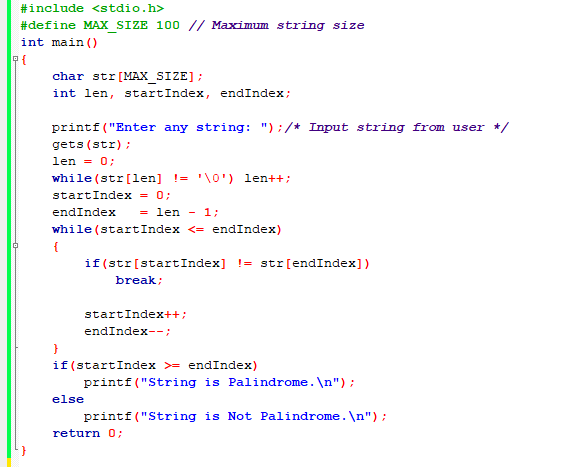 #include <stdio.h>
#define MAX_SIZE 100 // Maximum string size
int main()
{
    char str[MAX_SIZE];
    int len, startIndex, endIndex;

    printf("Enter any string: ");/* Input string from user */
    gets(str);
    len = 0;
    while(str[len] != '\0') len++;
    startIndex = 0;
    endIndex   = len - 1;
    while(startIndex <= endIndex)
    {
        if(str[startIndex] != str[endIndex])
            break;

        startIndex++;
        endIndex--;
    }
    if(startIndex >= endIndex)
        printf("String is Palindrome.\n");
    else
        printf("String is Not Palindrome.\n");
    return 0;
}